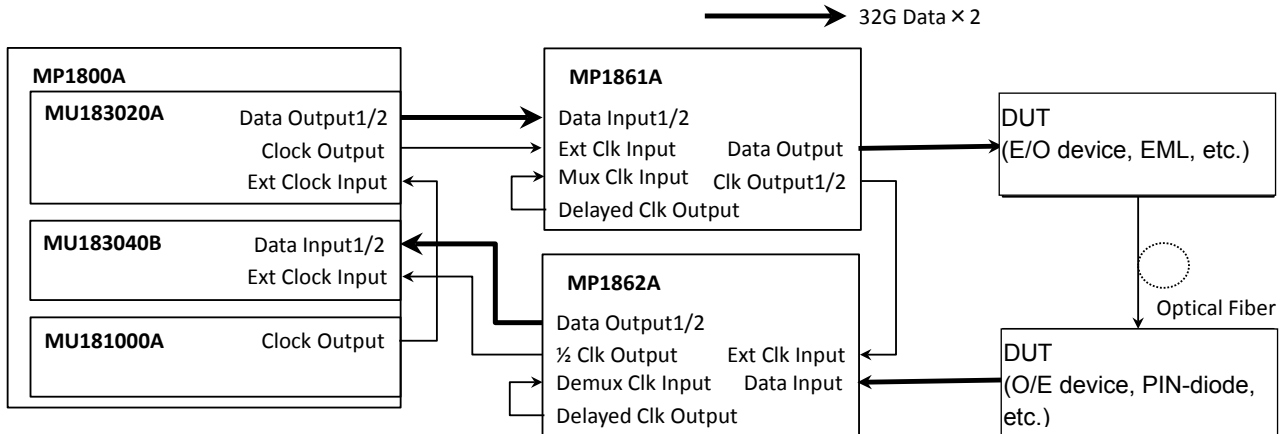 32G Data × 2
MP1800A
MU183020A
Data Output1/2
Clock Output
Ext Clock Input
MU183040B
Data Input1/2
Ext Clock Input
MU181000A
Clock Output
MP1861A
Data Input1/2
Ext Clk Input Data Output
Mux Clk Input Clk Output1/2
Delayed Clk Output
MP1862A
Data Output1/2
½ Clk Output Ext Clk Input
Demux Clk Input Data Input
Delayed Clk Output
DUT
(E/O device, EML, etc.)
Optical Fiber
DUT
(O/E device, PIN-diode,
etc.)